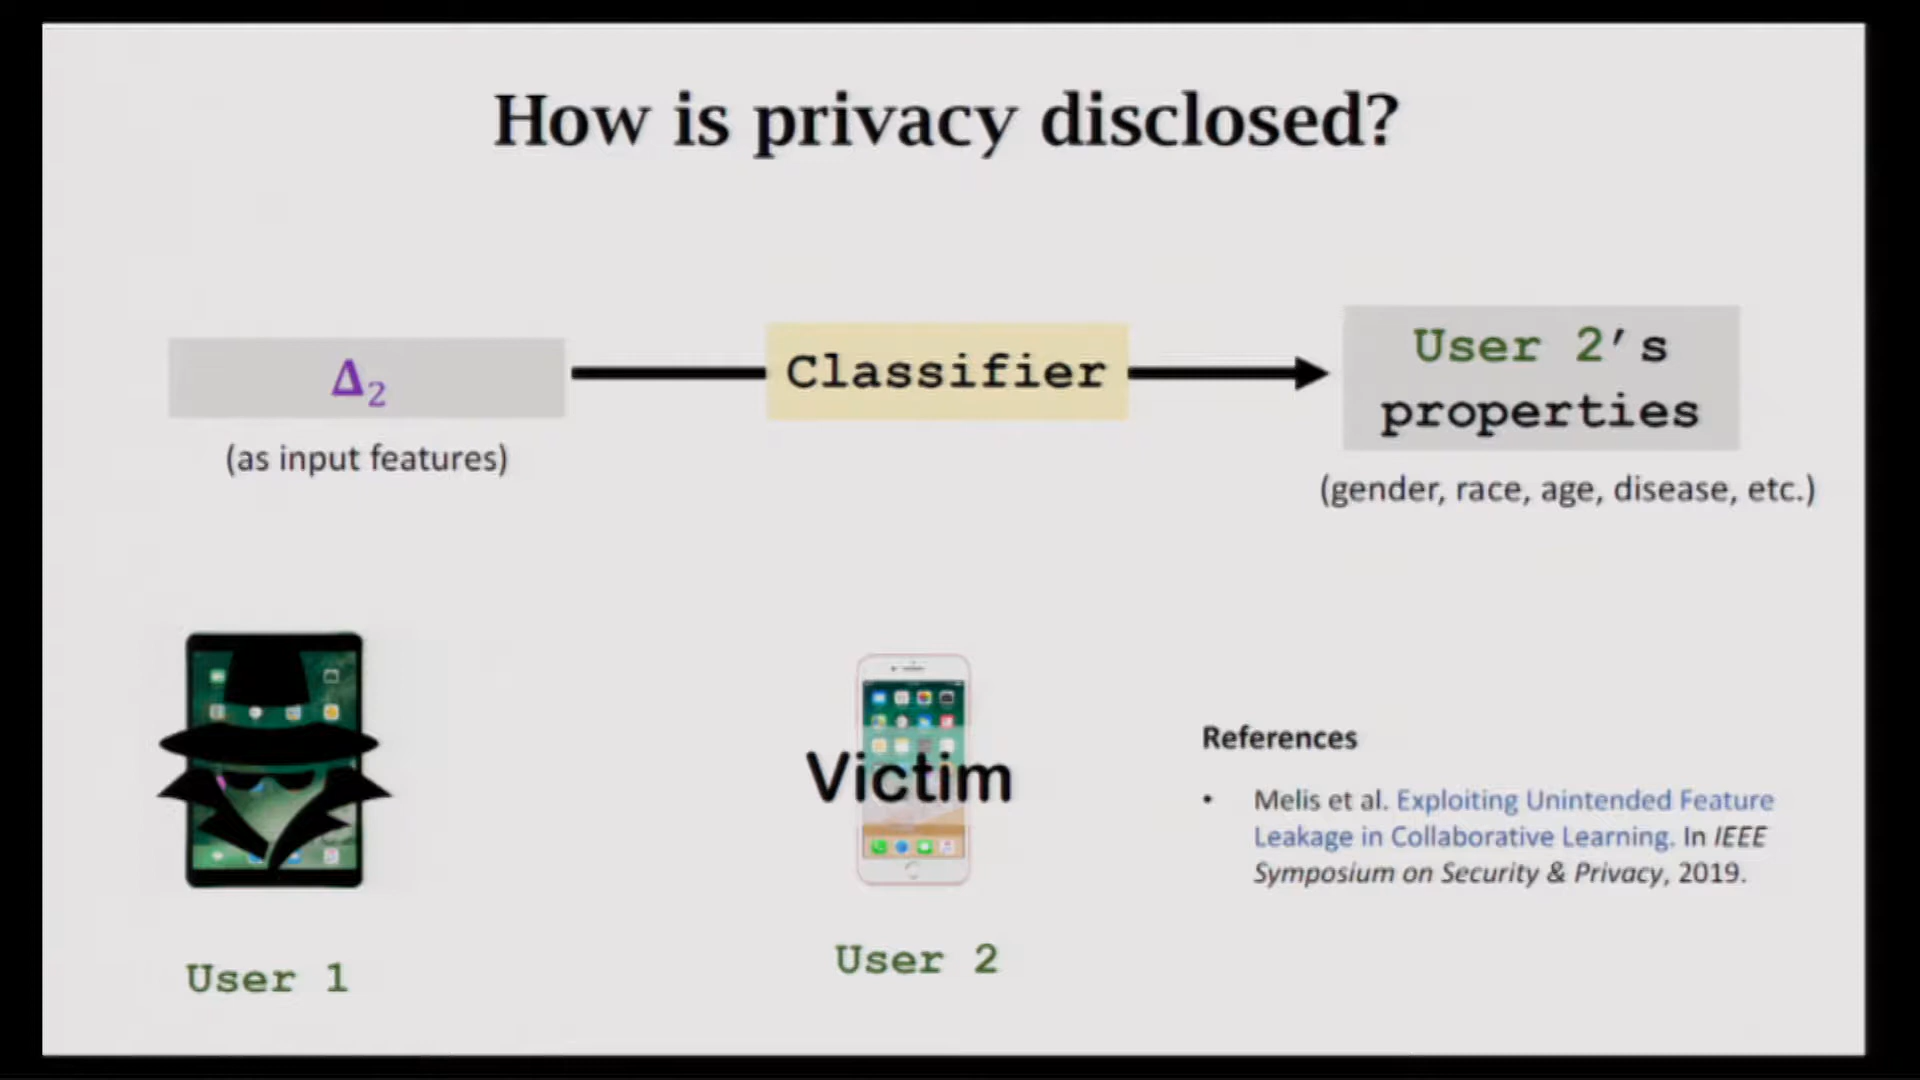 How is privacy disclosed?
Δ2
(as input features)
Classifier
User 2's
properties
(gender, race, age, disease, etc.)
Victim
User 1
User 2
References
• Melis et al. Exploiting Unintended Feature
Leakage in Collaborative Learning. In IEEE
Symposium on Security & Privacy, 2019.